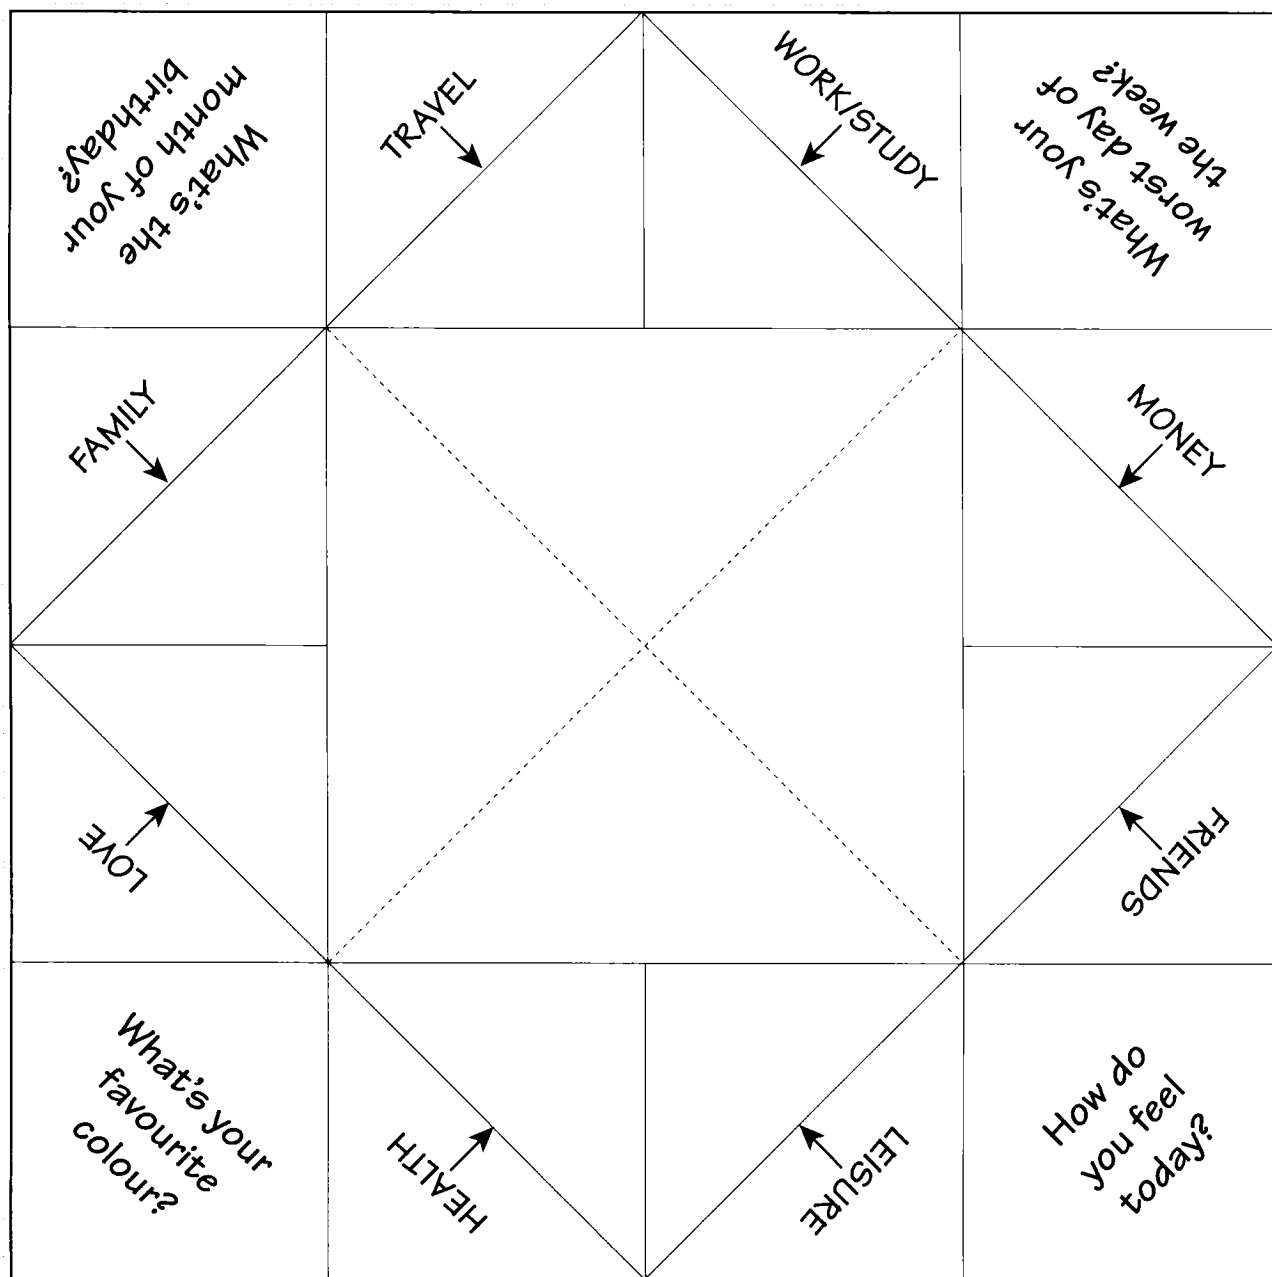 What's the
month of your
birthday?
TRAVEL
WORK/STUDY
What's your
worst day of
the week?
FAMILY
MONEY
LOVE
FRIENDS
What's your
favourite
colour?
HEALTH
LEISURE
How do
you feel
today?